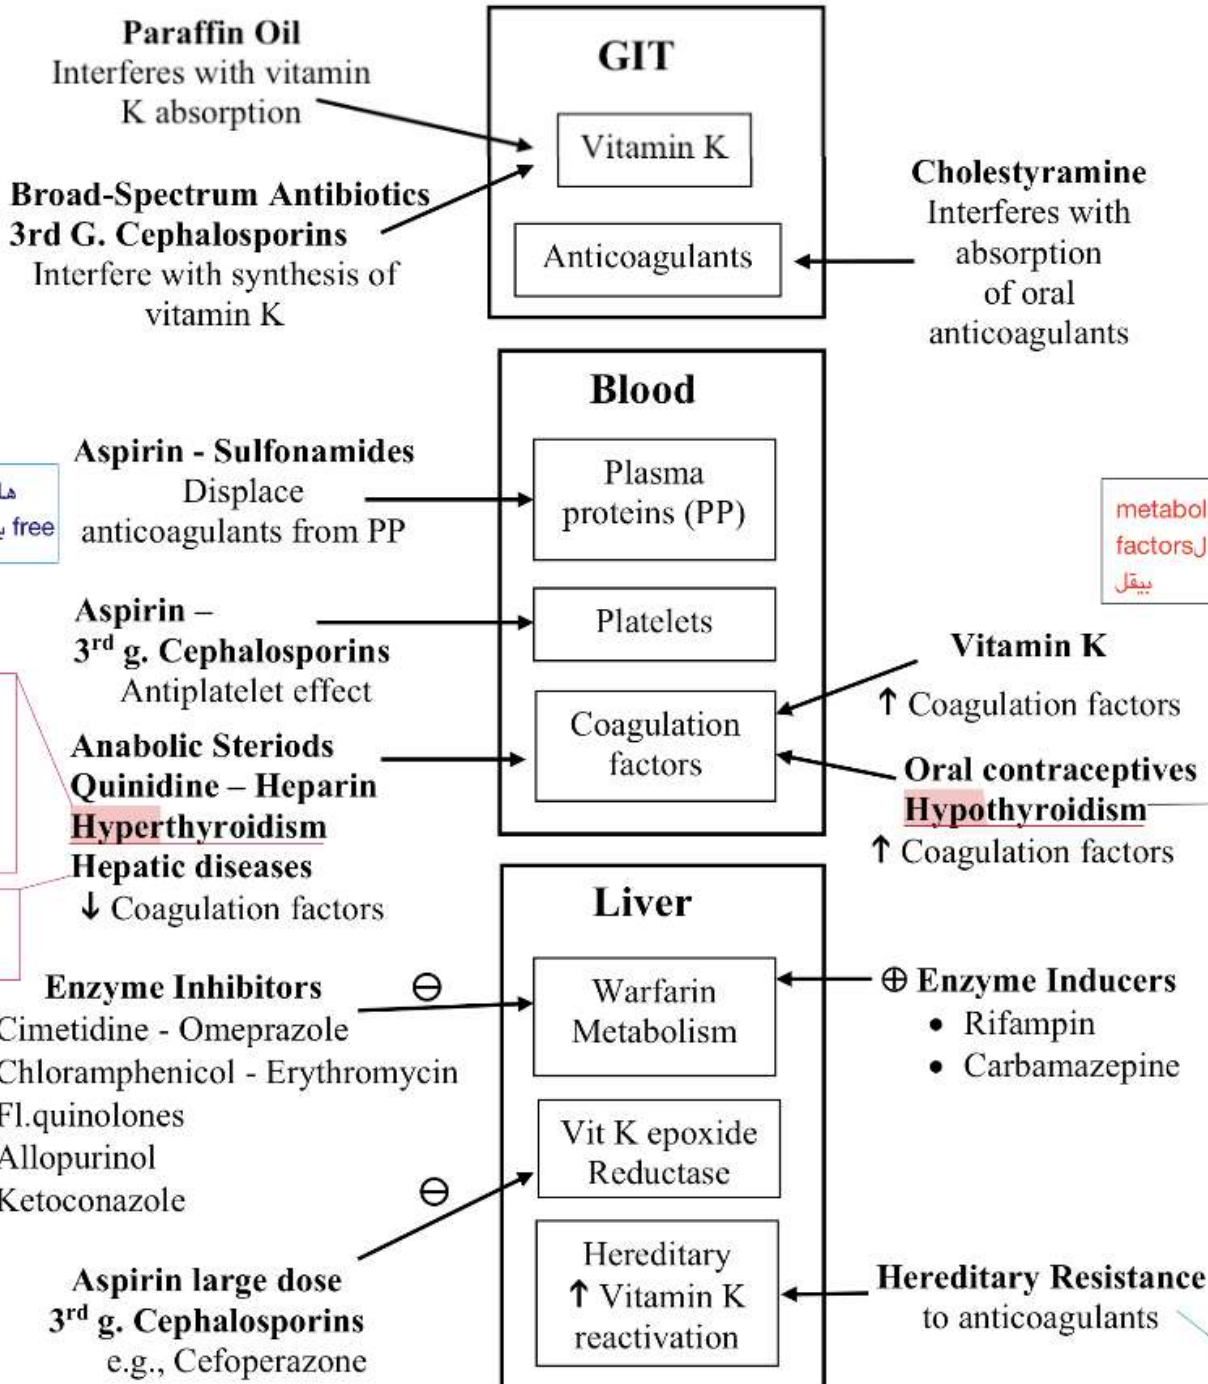 Paraffin Oil
Interferes with vitamin
K absorption
Broad-Spectrum Antibiotics
3rd G. Cephalosporins
Interfere with synthesis of
vitamin K
GIT
Vitamin K
Anticoagulants
Cholestyramine
Interferes with
absorption
of oral
anticoagulants
Blood
Aspirin - Sulfonamides
Displace
anticoagulants from PP
free
Plasma
proteins (PP)
Aspirin –
3rd g. Cephalosporins
Antiplatelet effect
Platelets
Anabolic Steriods
Quinidine – Heparin
Hyperthyroidism
Hepatic diseases
↓ Coagulation factors
Coagulation
factors
metabol
الfactors
بيقل
Vitamin K
↑ Coagulation factors
Oral contraceptives
Hypothyroidism
↑ Coagulation factors
Liver
Enzyme Inhibitors
⊖
Cimetidine - Omeprazole
Chloramphenicol - Erythromycin
Fl.quinolones
Allopurinol
Ketoconazole
Warfarin
Metabolism
⊕ Enzyme Inducers
• Rifampin
• Carbamazepine
Vit K epoxide
Reductase
⊖
Aspirin large dose
3rd g. Cephalosporins
e.g., Cefoperazone
Hereditary
↑ Vitamin K
reactivation
Hereditary Resistance
to anticoagulants